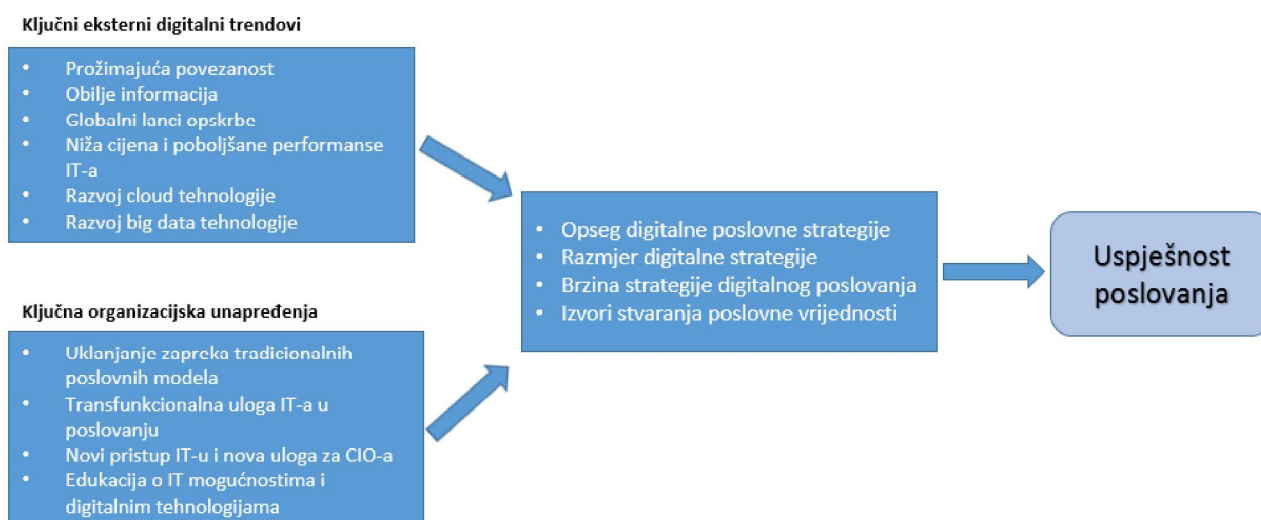 Ključni eksterni digitalni trendovi
• Prožimajuća povezanost
• Obilje informacija
• Globalni lanci opskrbe
• Niža cijena i poboljšane performanse
IT-a
• Razvoj cloud tehnologije
• Razvoj big data tehnologije
Ključna organizacijska unapređenja
• Uklanjanje zapreka tradicionalnih
poslovnih modela
• Transfunkcionalna uloga IT-a u
poslovanju
• Novi pristup IT-u i nova uloga za CIO-a
• Edukacija o IT mogućnostima i
digitalnim tehnologijama
• Opseg digitalne poslovne strategije
• Razmjer digitalne strategije
• Brzina strategije digitalnog poslovanja
• Izvori stvaranja poslovne vrijednosti
Uspješnost
poslovanja